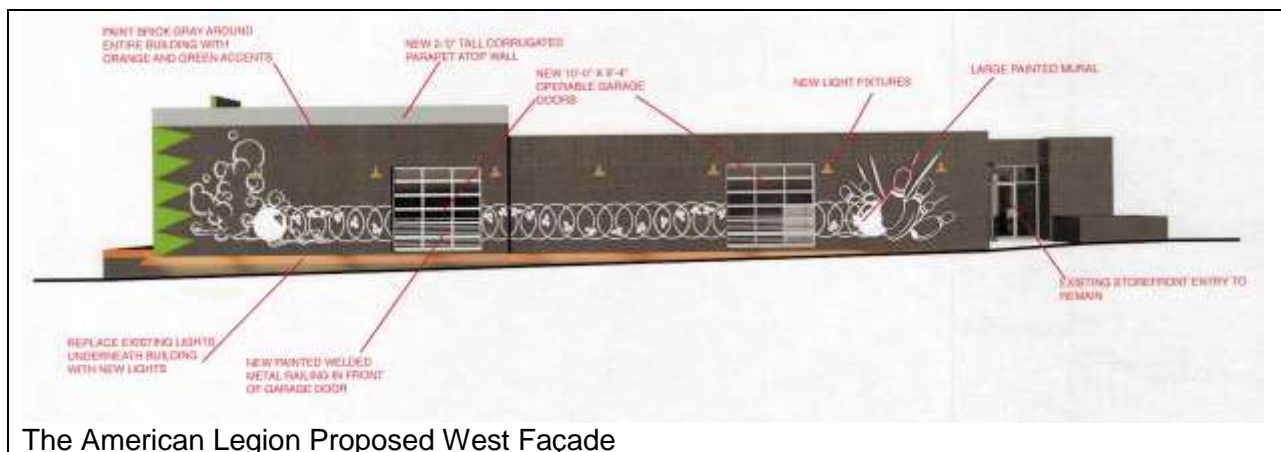 PAINT BRICK GRAY AROUND
ENTIRE BUILDING WITH
ORANGE AND GREEN ACCENTS
NEW 2'-0" TALL CORRUGATED
PARAPET ATOP WALL
NEW 10'-0" X 9'-4"
OPERABLE GARAGE
DOORS
NEW LIGHT FIXTURES
LARGE PAINTED MURAL
EXISTING STOREFRONT ENTRY TO
REMAIN
REPLACE EXISTING LIGHTS
UNDERNEATH BUILDING
WITH NEW LIGHTS
NEW PAINTED WELDED
METAL RAILING IN FRONT
OF GARAGE DOOR
The American Legion Proposed West Façade